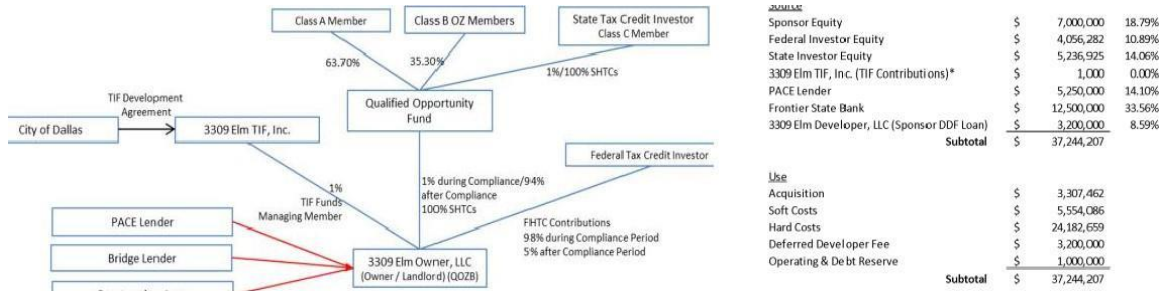 Class A Member
Class B OZ Members
State Tax Credit Investor
Class C Member
63.70%
35.30%
1%/100% SHTCs
TIF Development
Agreement
City of Dallas
3309 Elm TIF, Inc.
Qualified Opportunity
Fund
Federal Tax Credit Investor
1%
TIF Funds
Managing Member
1% during Compliance/94%
after Compliance
100% SHTCs
FHTC Contributions
98% during Compliance Period
5% after Compliance Period
PACE Lender
Bridge Lender
3309 Elm Owner, LLC
(Owner / Landlord) (QOZB)
Source
Sponsor Equity $ 7,000,000 18.79%
Federal Investor Equity $ 4,056,282 10.89%
State Investor Equity $ 5,236,925 14.06%
3309 Elm TIF, Inc. (TIF Contributions)* $ 1,000 0.00%
PACE Lender $ 5,250,000 14.10%
Frontier State Bank $ 12,500,000 33.56%
3309 Elm Developer, LLC (Sponsor DDF Loan) $ 3,200,000 8.59%
Subtotal $ 37,244,207
Use
Acquisition $ 3,307,462
Soft Costs $ 5,554,086
Hard Costs $ 24,182,659
Deferred Developer Fee $ 3,200,000
Operating & Debt Reserve $ 1,000,000
Subtotal $ 37,244,207